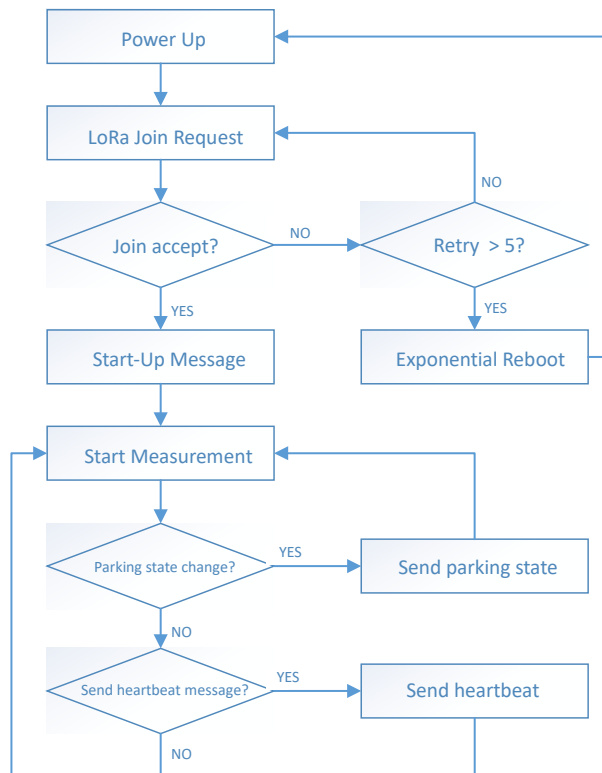 Power Up
LoRa Join Request
NO
Join accept?
NO
Retry > 5?
YES
YES
Start-Up Message
Exponential Reboot
Start Measurement
Parking state change?
YES
Send parking state
NO
Send heartbeat message?
YES
Send heartbeat
NO